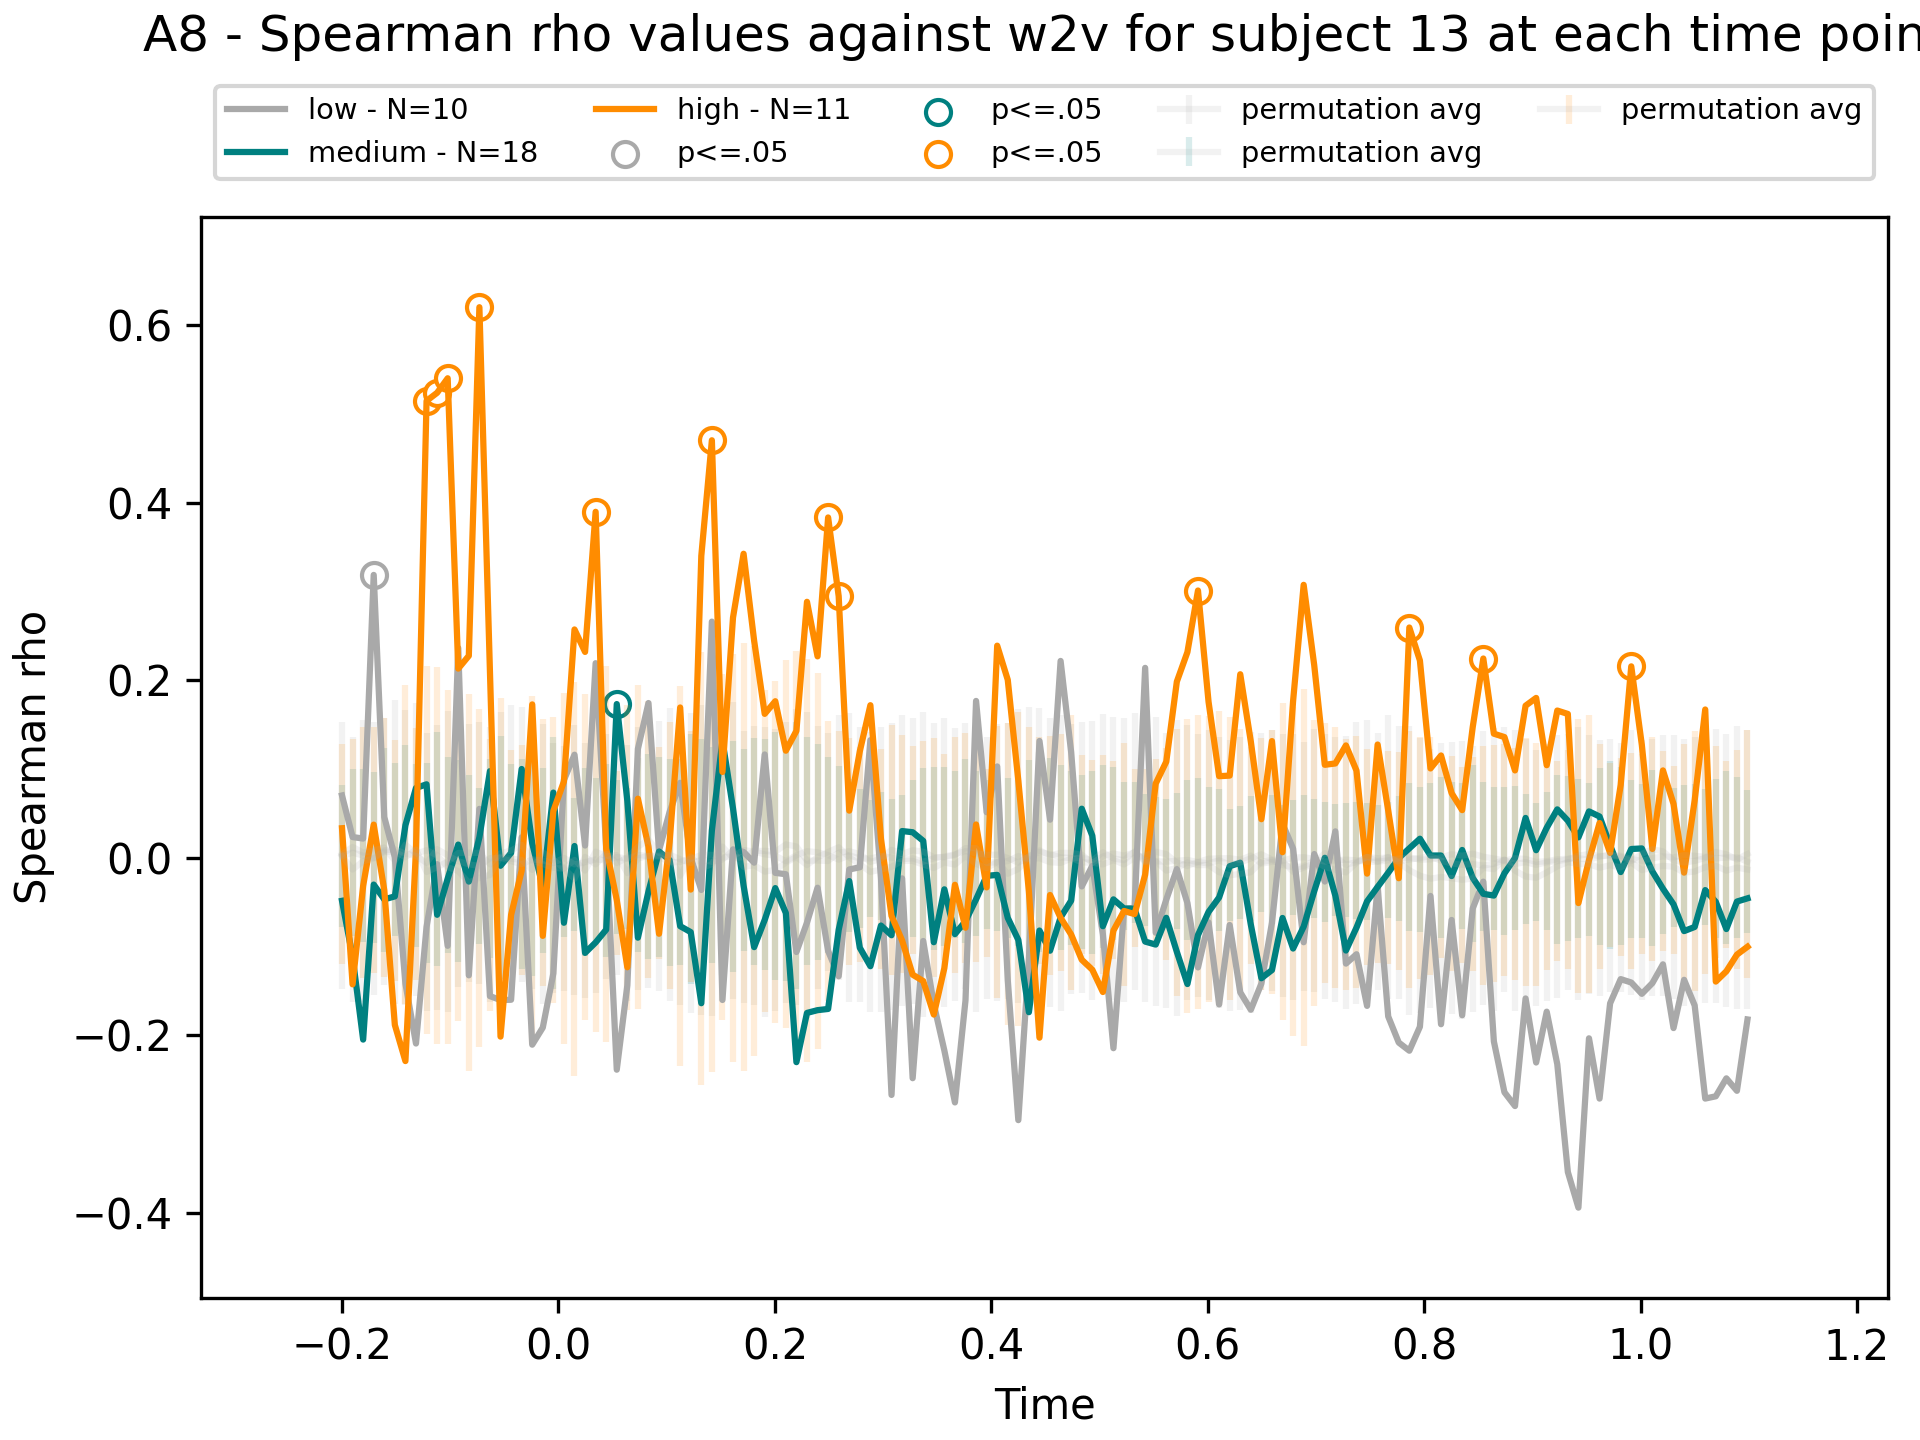 A8 - Spearman rho values against w2v for subject 13 at each time poin
low - N=10
medium - N=18
high - N=11
p<=.05
p<=.05
p<=.05
permutation avg
permutation avg
permutation avg
Spearman rho
0.6
0.4
0.2
0.0
−0.2
−0.4
−0.2
0.0
0.2
0.4
0.6
0.8
1.0
1.2
Time